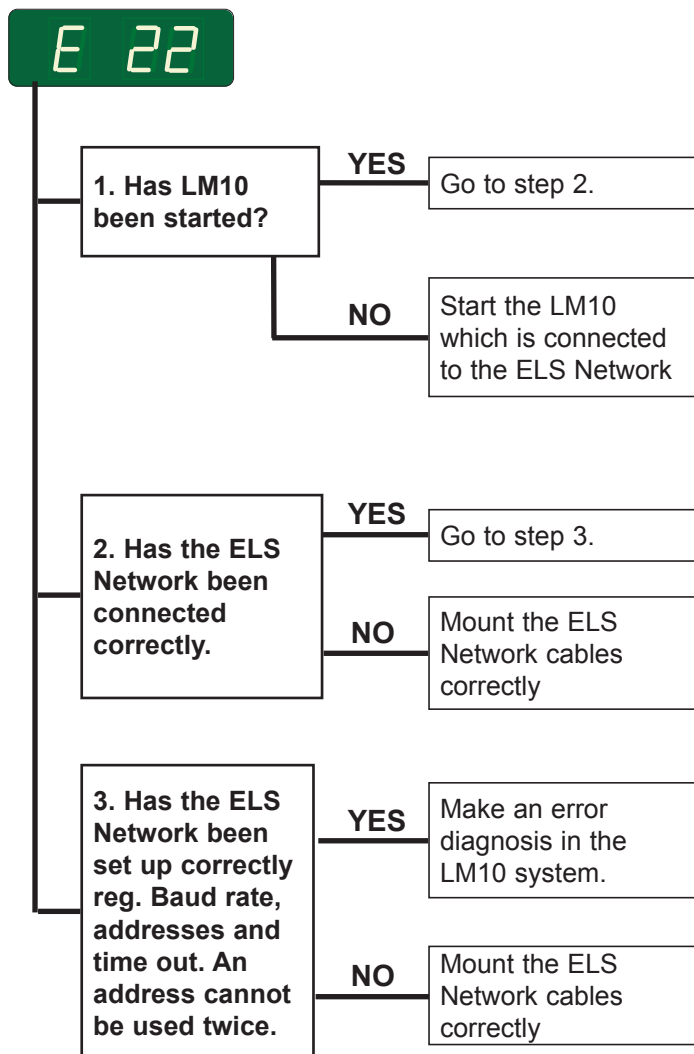 E 22
1. Has LM10
been started?
YES
Go to step 2.
NO
Start the LM10
which is connected
to the ELS Network
2. Has the ELS
Network been
connected
correctly.
YES
Go to step 3.
NO
Mount the ELS
Network cables
correctly
3. Has the ELS
Network been
set up correctly
reg. Baud rate,
addresses and
time out. An
address cannot
be used twice.
YES
Make an error
diagnosis in the
LM10 system.
NO
Mount the ELS
Network cables
correctly